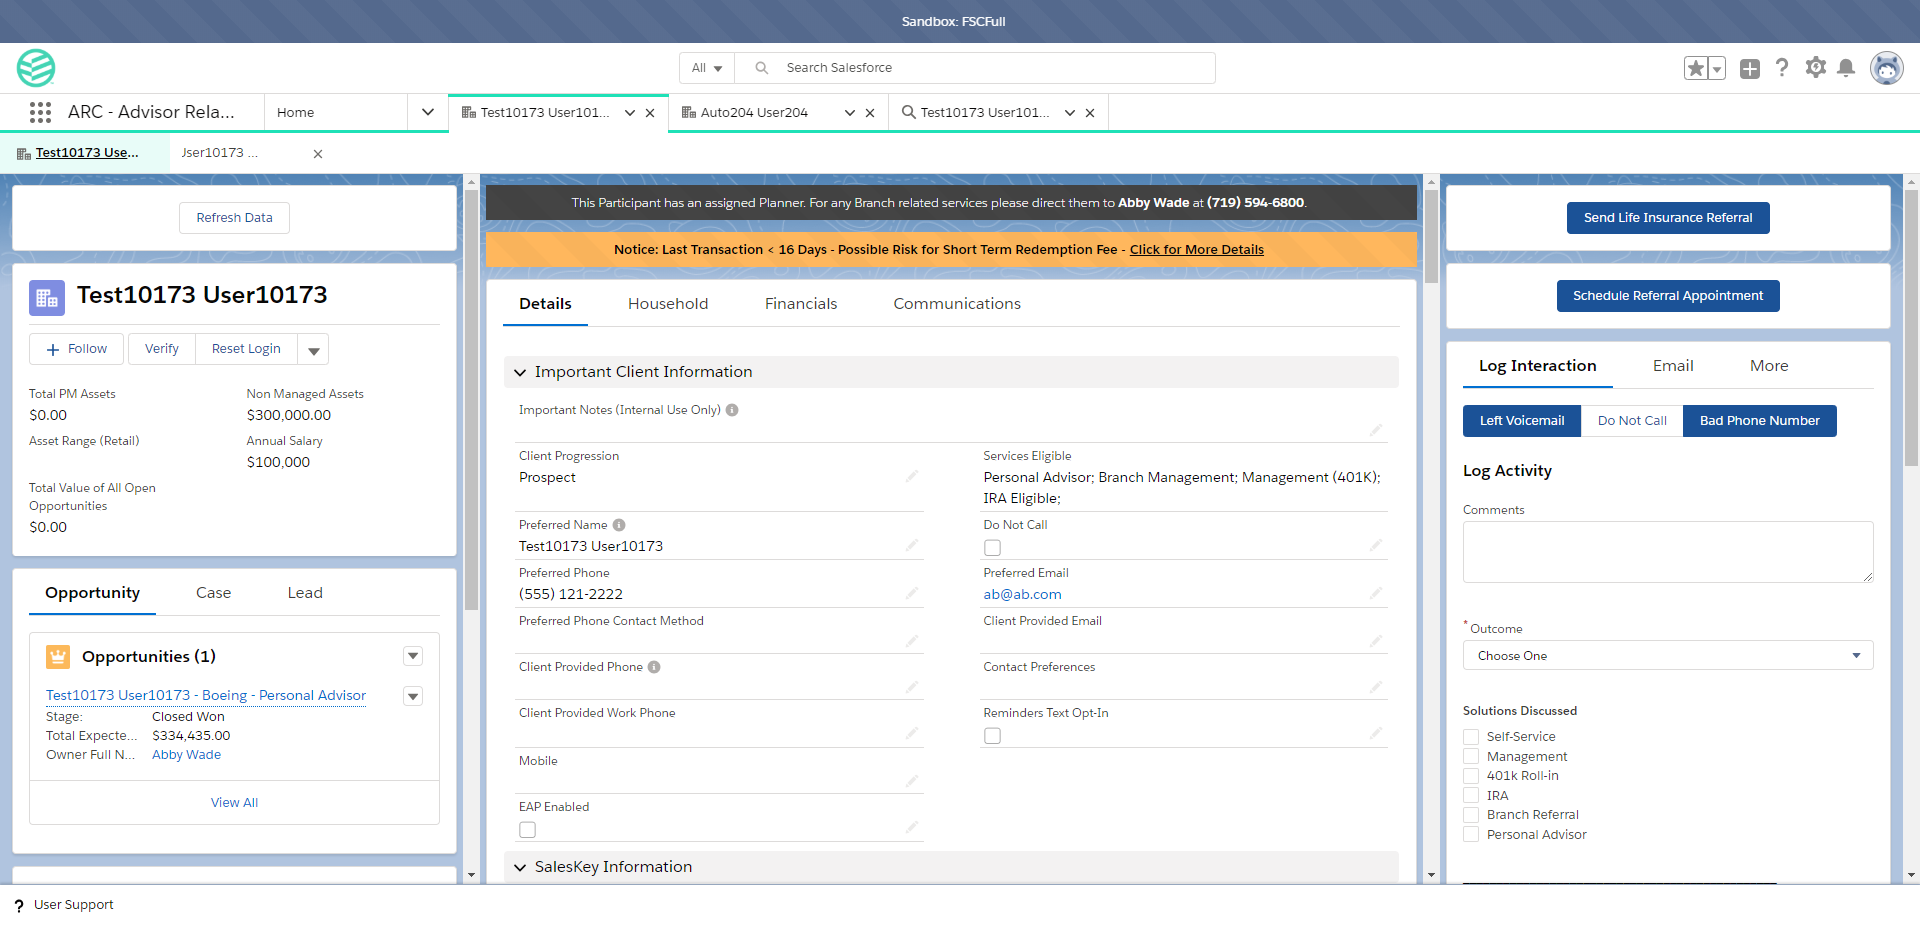 Sandbox: FSCFull
All
Search Salesforce
ARC - Advisor Rela...
Home
Test10173 User101...
Auto204 User204
Test10173 User101...
Test10173 Use...
User10173 ...
Refresh Data
Test10173 User10173
Follow
Verify
Reset Login
Total PM Assets
$0.00
Non Managed Assets
$300,000.00
Asset Range (Retail)
Annual Salary
$100,000
Total Value of All Open
Opportunities
$0.00
Opportunity
Case
Lead
Opportunities (1)
Test10173 User10173 - Boeing - Personal Advisor
Stage: Closed Won
Total Expecte... $334,435.00
Owner Full N... Abby Wade
View All
This Participant has an assigned Planner. For any Branch related services please direct them to Abby Wade at (719) 594-6800.
Notice: Last Transaction < 16 Days - Possible Risk for Short Term Redemption Fee - Click for More Details
Details
Household
Financials
Communications
Important Client Information
Important Notes (Internal Use Only)
Client Progression
Prospect
Services Eligible
Personal Advisor; Branch Management; Management (401K);
IRA Eligible;
Preferred Name
Test10173 User10173
Do Not Call
Preferred Phone
(555) 121-2222
Preferred Email
ab@ab.com
Preferred Phone Contact Method
Client Provided Email
Client Provided Phone
Contact Preferences
Client Provided Work Phone
Reminders Text Opt-In
Mobile
EAP Enabled
SalesKey Information
Send Life Insurance Referral
Schedule Referral Appointment
Log Interaction
Email
More
Left Voicemail
Do Not Call
Bad Phone Number
Log Activity
Comments
* Outcome
Choose One
Solutions Discussed
Self-Service
Management
401k Roll-in
IRA
Branch Referral
Personal Advisor
? User Support